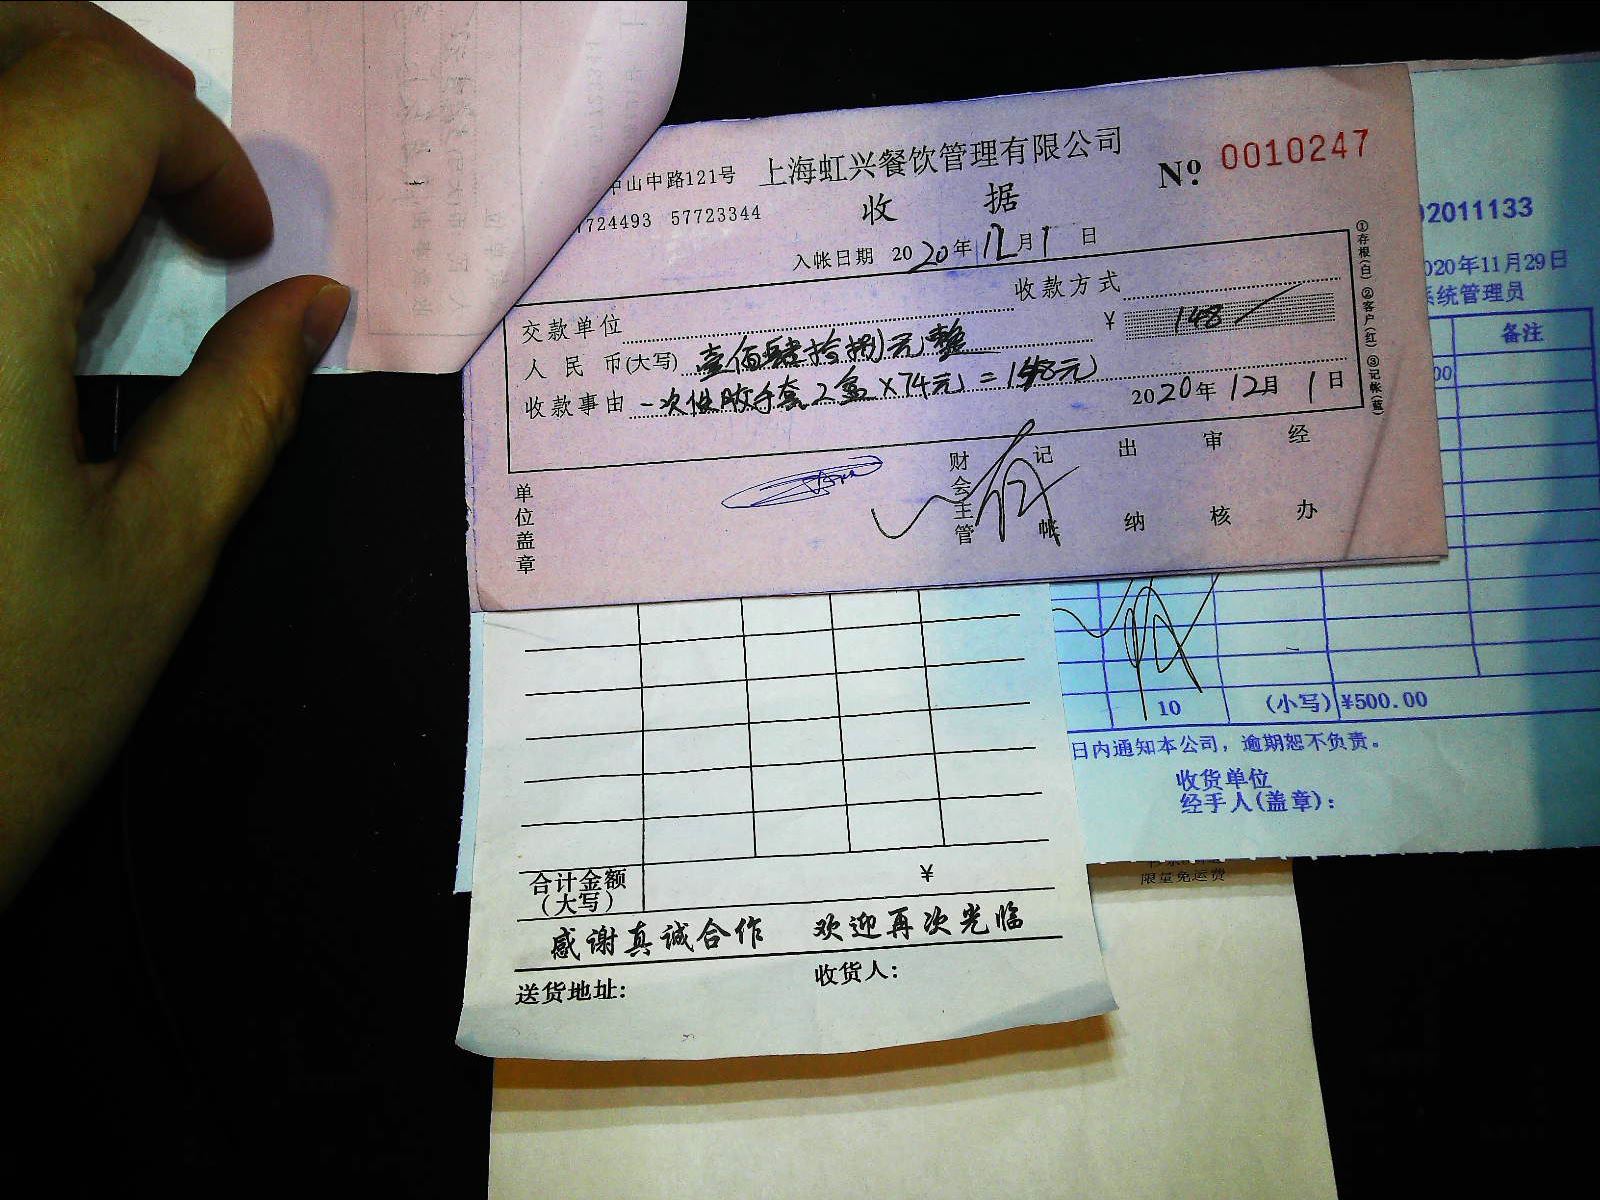 中山中路121号 上海虹兴餐饮管理有限公司 Nº 0010247
7724493 57723344 收 据
入帐日期 2020年12月1日
收款方式
交款单位
人民币(大写) 壹佰肆拾捌元整 ¥ 148
收款事由 一次性胶手套2盒×74元=148元
2020年12月1日
①存根(白) ②客户(红) ③记帐(蓝)
单位盖章
财会主管 记帐 出纳 审核 经办
02011133
020年11月29日
系统管理员
备注
00
10 (小写) ¥500.00
日内通知本公司，逾期恕不负责。
收货单位
经手人(盖章)：
限量免运费
合计金额
(大写) ¥
感谢真诚合作 欢迎再次光临
送货地址: 收货人: